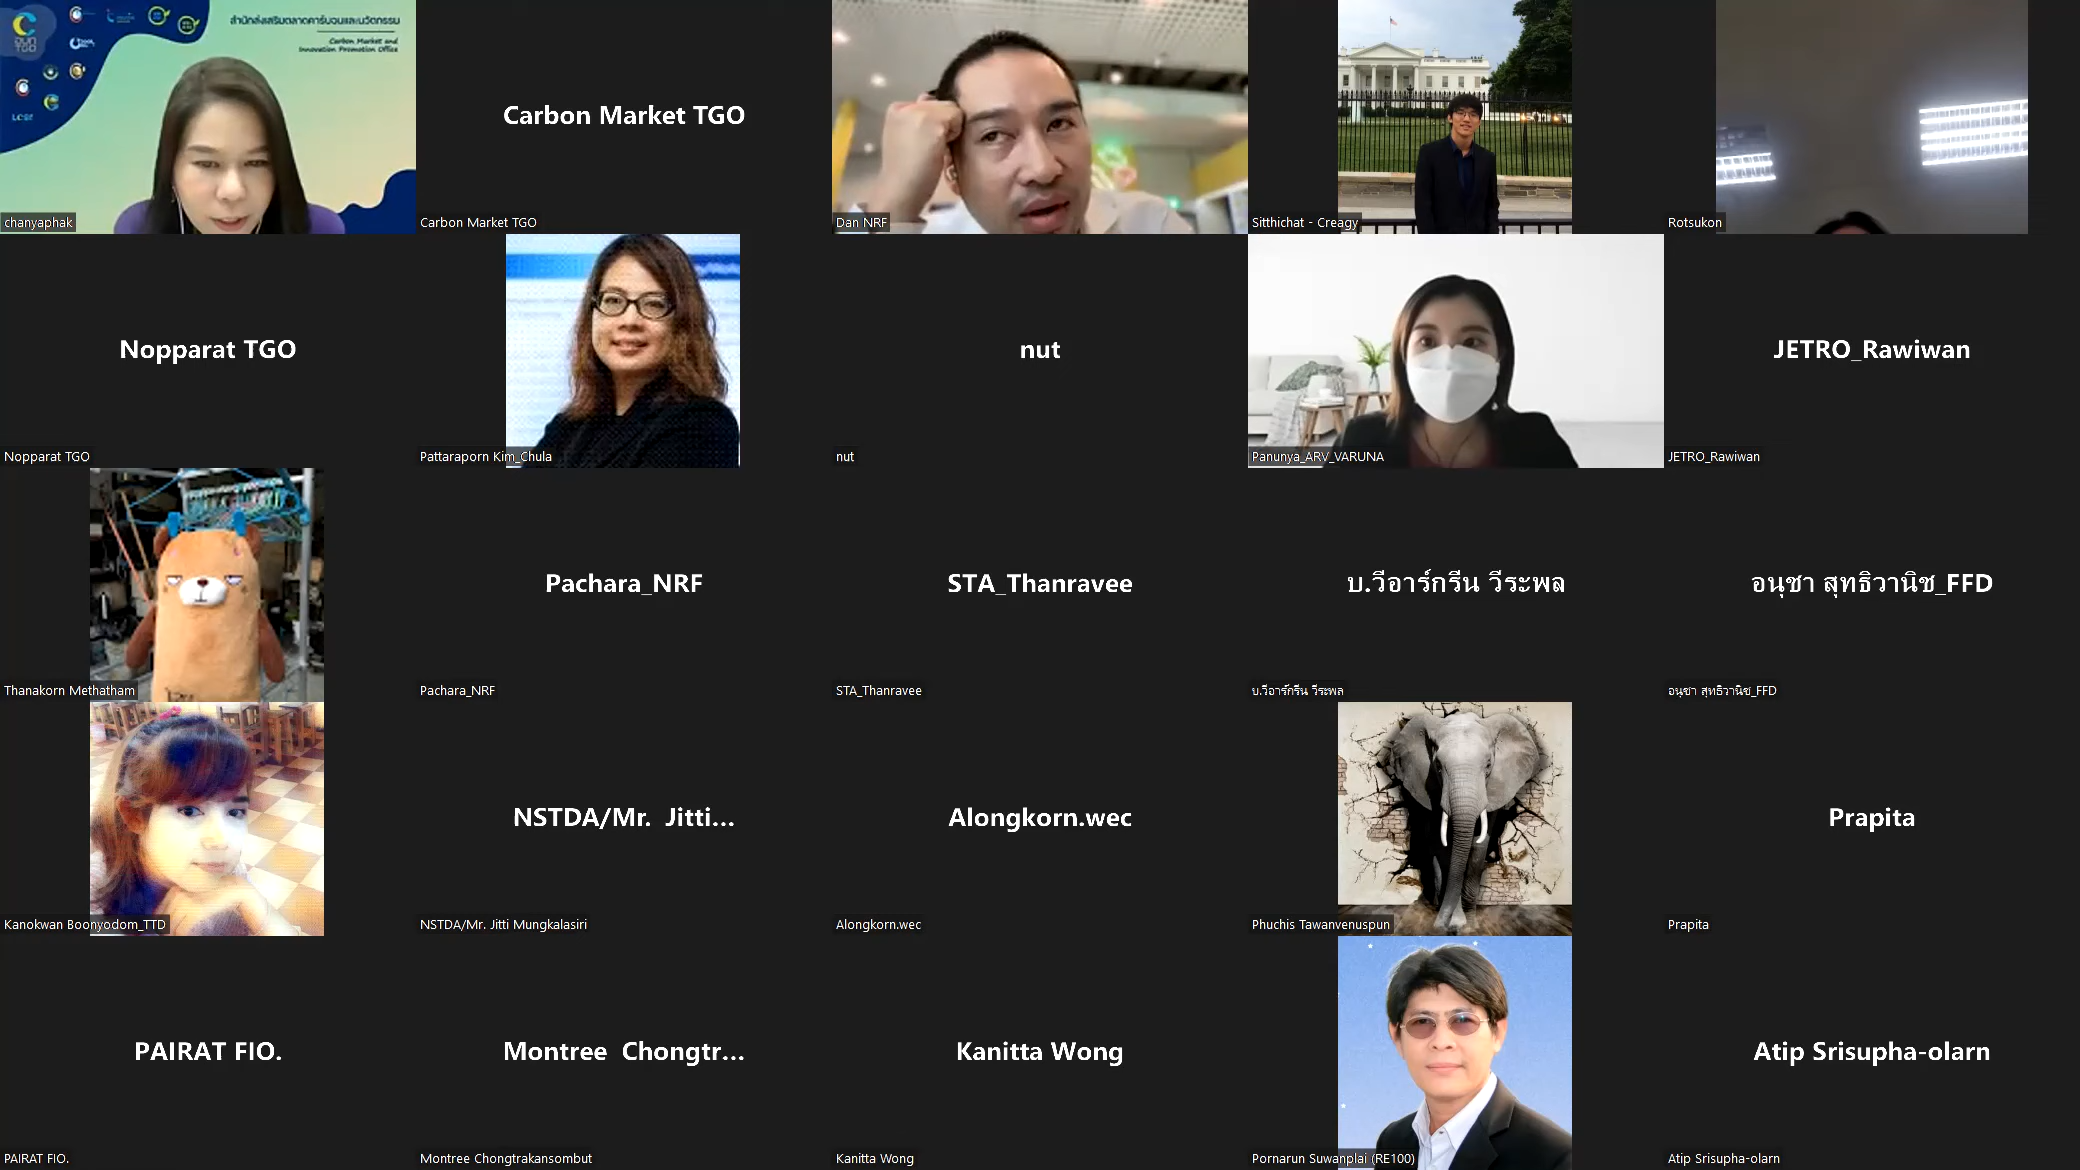 สำนักส่งเสริมตลาดคาร์บอนและนวัตกรรม
Carbon Market and
Innovation Promotion Office
chanyaphak
Carbon Market TGO
Carbon Market TGO
Dan NRF
Sitthichat - Creagy
Rotsukon
Nopparat TGO
Nopparat TGO
Pattaraporn Kim_Chula
nut
nut
Panunya_ARV_VARUNA
JETRO_Rawiwan
JETRO_Rawiwan
Thanakorn Methatham
Pachara_NRF
Pachara_NRF
STA_Thanravee
STA_Thanravee
บ.วีอาร์กรีน วีระพล
บ.วีอาร์กรีน วีระพล
อนุชา สุทธิวานิช_FFD
อนุชา สุทธิวานิช_FFD
Kanokwan Boonyodom_TTD
NSTDA/Mr. Jitti...
NSTDA/Mr. Jitti Mungkalasiri
Alongkorn.wec
Alongkorn.wec
Phuchis Tawanvenuspun
Prapita
Prapita
PAIRAT FIO.
PAIRAT FIO.
Montree Chongtr...
Montree Chongtrakansombut
Kanitta Wong
Kanitta Wong
Pornarun Suwanplai (RE100)
Atip Srisupha-olarn
Atip Srisupha-olarn